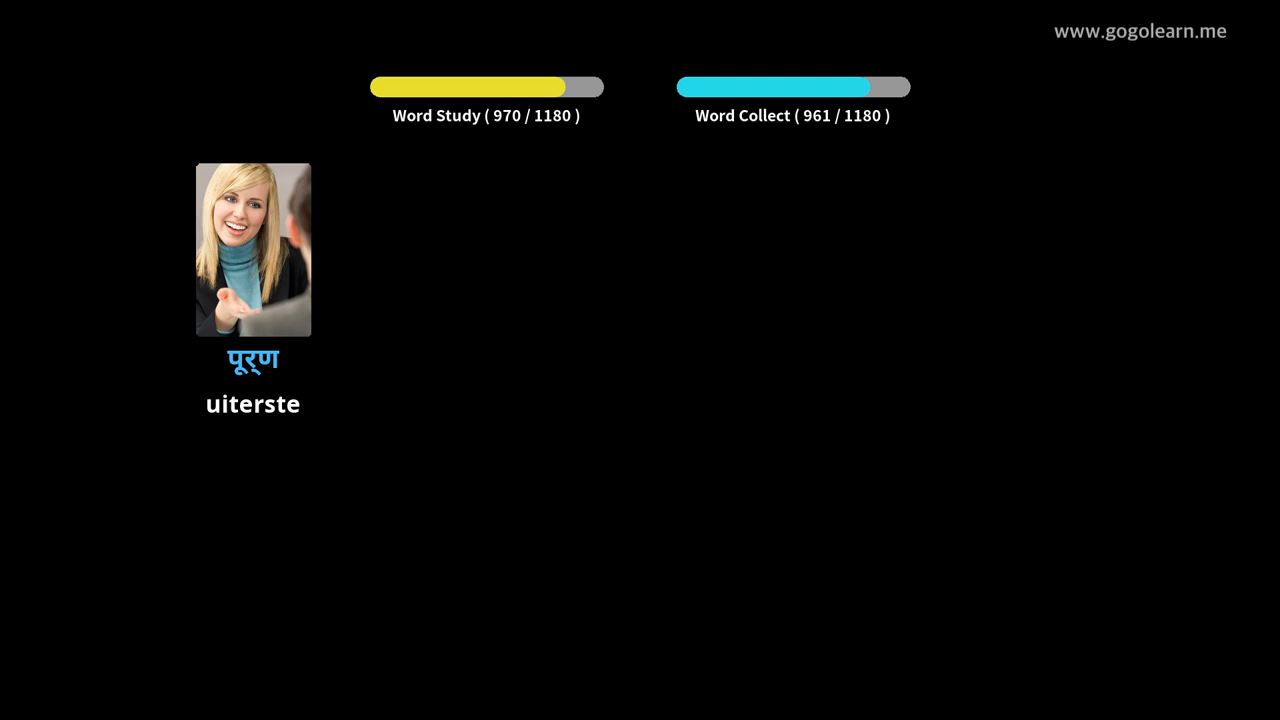 www.gogolearn.me
Word Study ( 970 / 1180 )
Word Collect ( 961 / 1180 )
पूर्ण
uiterste